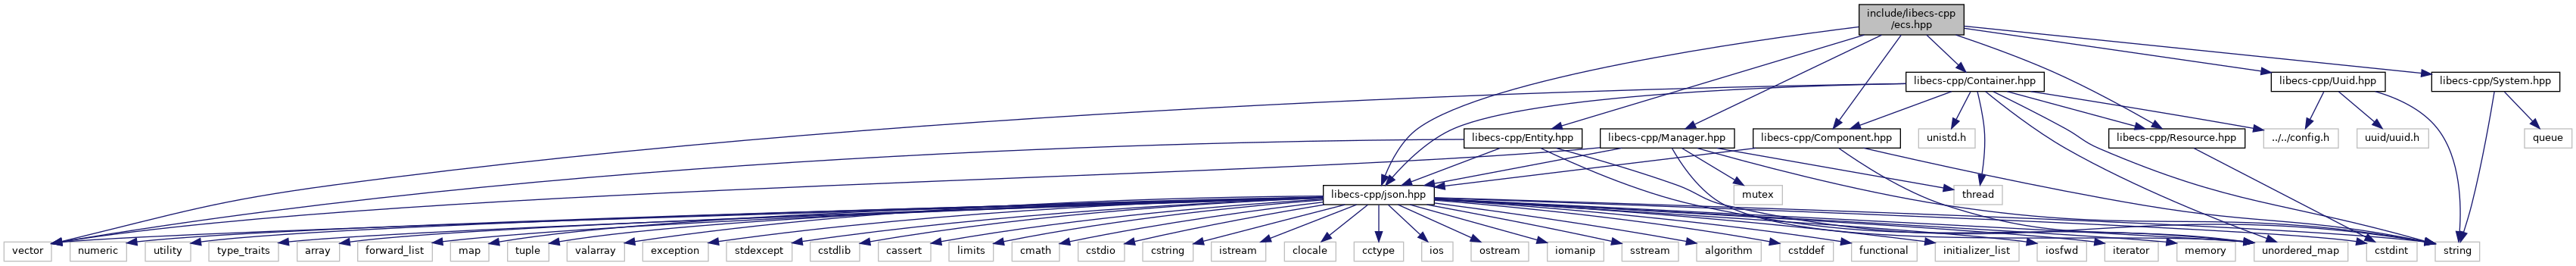 include/libecs-cpp
/ecs.hpp
libecs-cpp/Container.hpp
libecs-cpp/Uuid.hpp
libecs-cpp/System.hpp
libecs-cpp/Entity.hpp
libecs-cpp/Manager.hpp
libecs-cpp/Component.hpp
unistd.h
libecs-cpp/Resource.hpp
../../config.h
uuid/uuid.h
queue
libecs-cpp/json.hpp
mutex
thread
vector
numeric
utility
type_traits
array
forward_list
map
tuple
valarray
exception
stdexcept
cstdlib
cassert
limits
cmath
cstdio
cstring
istream
clocale
cctype
ios
ostream
iomanip
sstream
algorithm
cstddef
functional
initializer_list
iosfwd
iterator
memory
unordered_map
cstdint
string